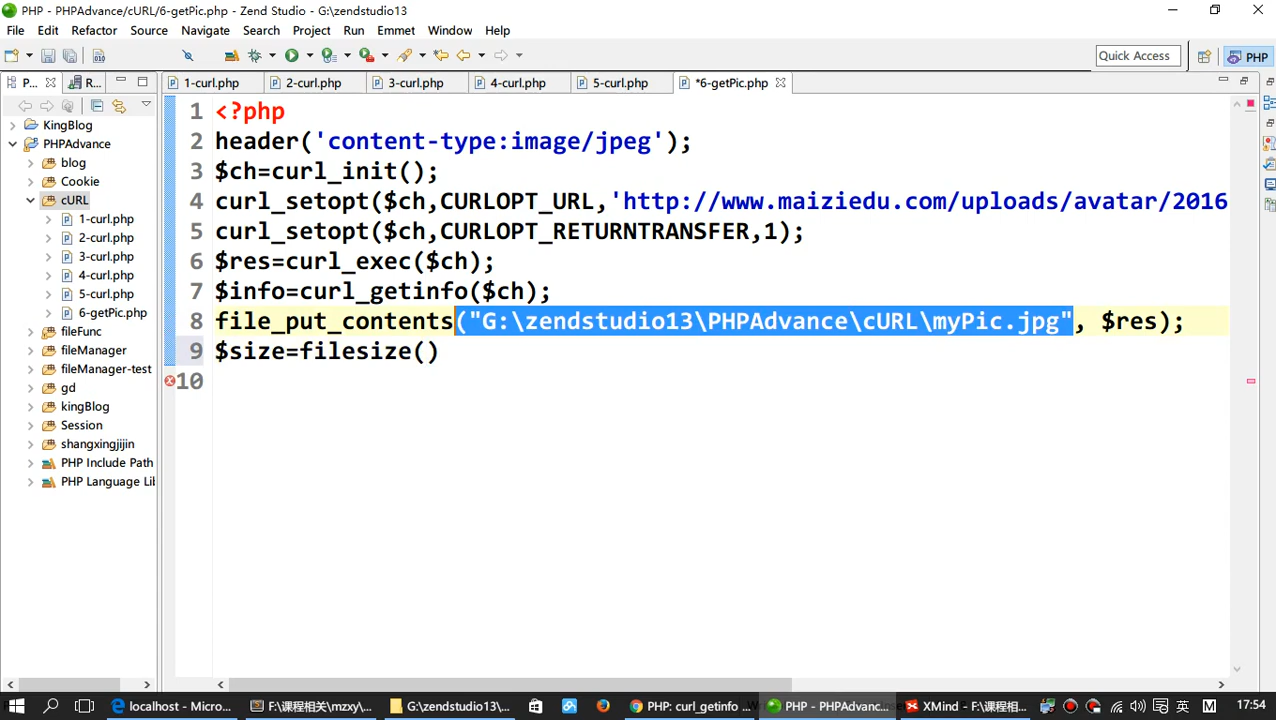 PHP - PHPAdvance/cURL/6-getPic.php - Zend Studio - G:\zendstudio13
File Edit Refactor Source Navigate Search Project Run Emmet Window Help
Quick Access
PHP
P...
R...
1-curl.php
2-curl.php
3-curl.php
4-curl.php
5-curl.php
*6-getPic.php
KingBlog
PHPAdvance
blog
Cookie
cURL
1-curl.php
2-curl.php
3-curl.php
4-curl.php
5-curl.php
6-getPic.php
fileFunc
fileManager
fileManager-test
gd
kingBlog
Session
shangxingjijin
PHP Include Path
PHP Language Lib
1 <?php
2 header('content-type:image/jpeg');
3 $ch=curl_init();
4 curl_setopt($ch,CURLOPT_URL,'http://www.maiziedu.com/uploads/avatar/2016
5 curl_setopt($ch,CURLOPT_RETURNTRANSFER,1);
6 $res=curl_exec($ch);
7 $info=curl_getinfo($ch);
8 file_put_contents("G:\zendstudio13\PHPAdvance\cURL\myPic.jpg", $res);
9 $size=filesize()
10
localhost - Micro...
F:\课程相关\mzxy/...
G:\zendstudio13\...
PHP: curl_getinfo ...
PHP - PHPAdvanc...
XMind - F:\课程相...
英
M
17:54